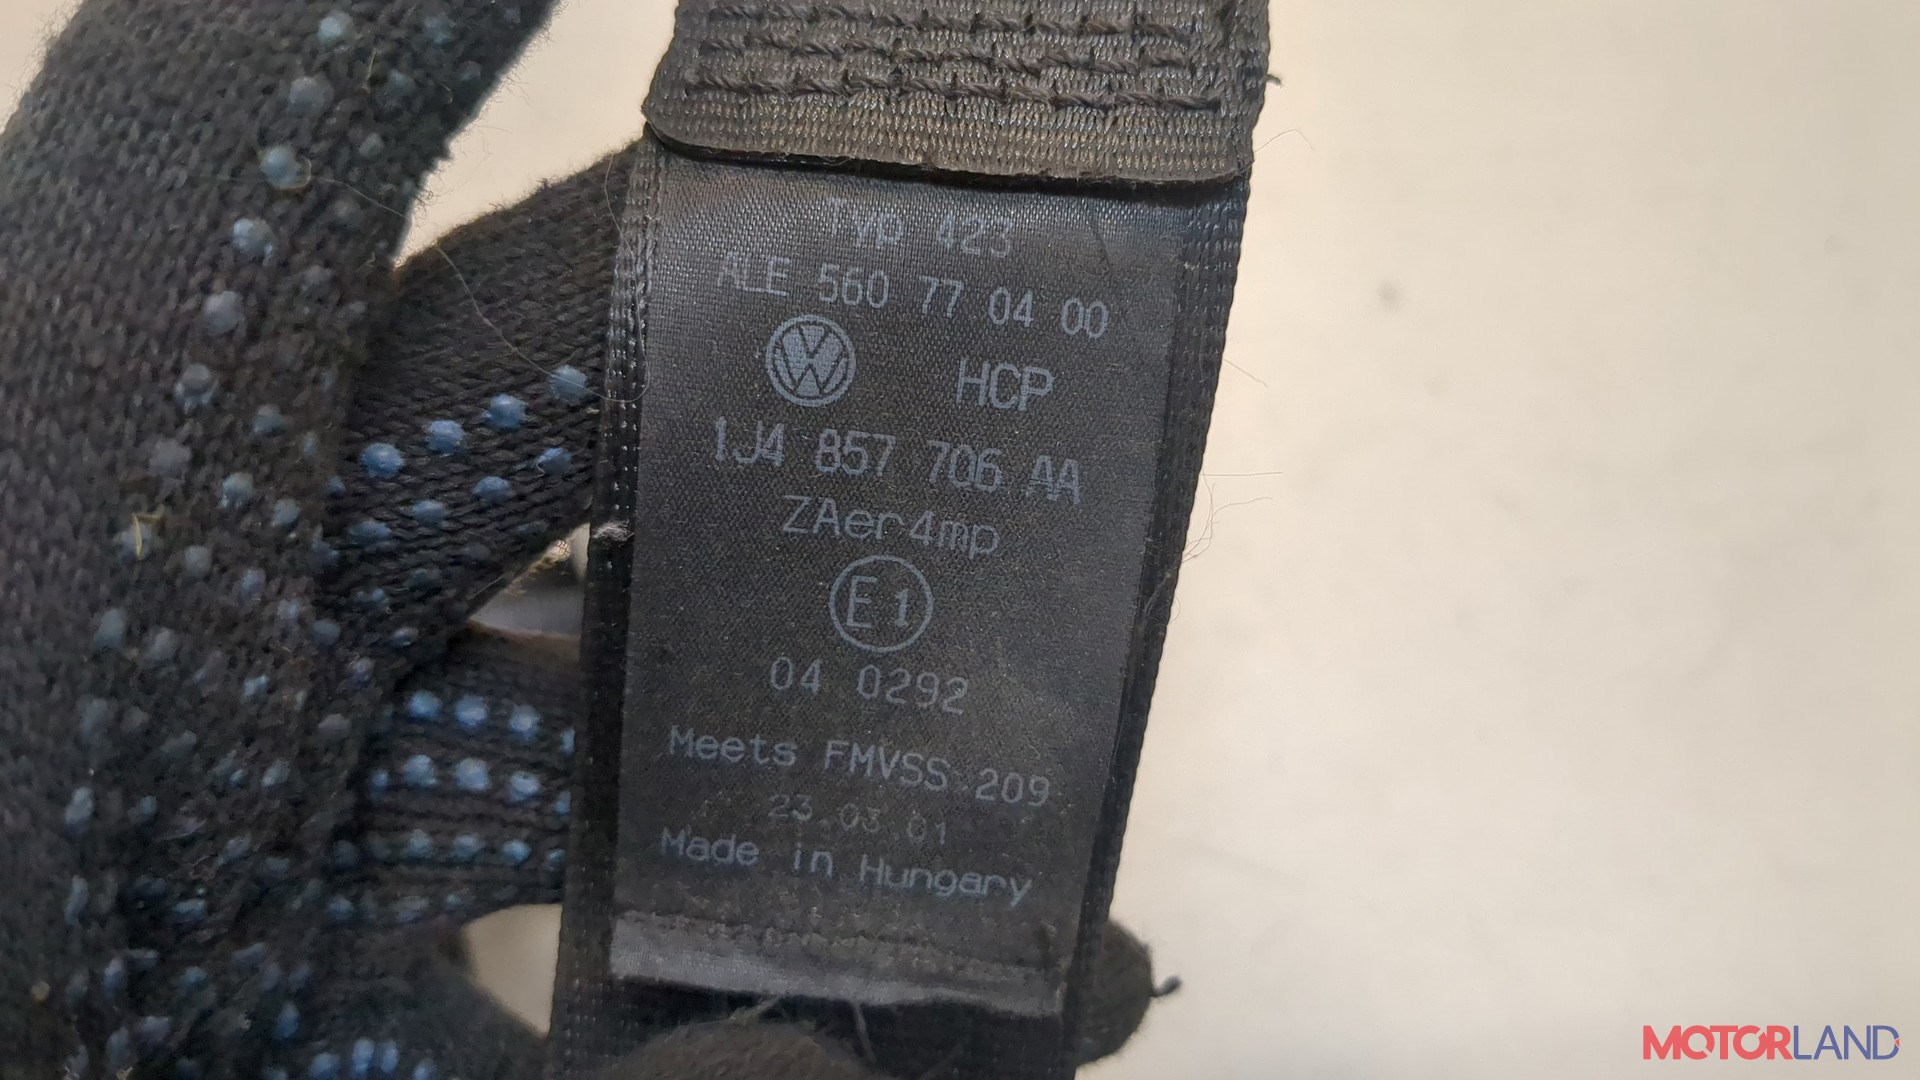 Typ 423
ALE 560 77 04 00
HCP
1J4 857 706 AA
ZAer4mp
E1
04 0292
Meets FMVSS 209
23.03.01
Made in Hungary
MOTORLAND